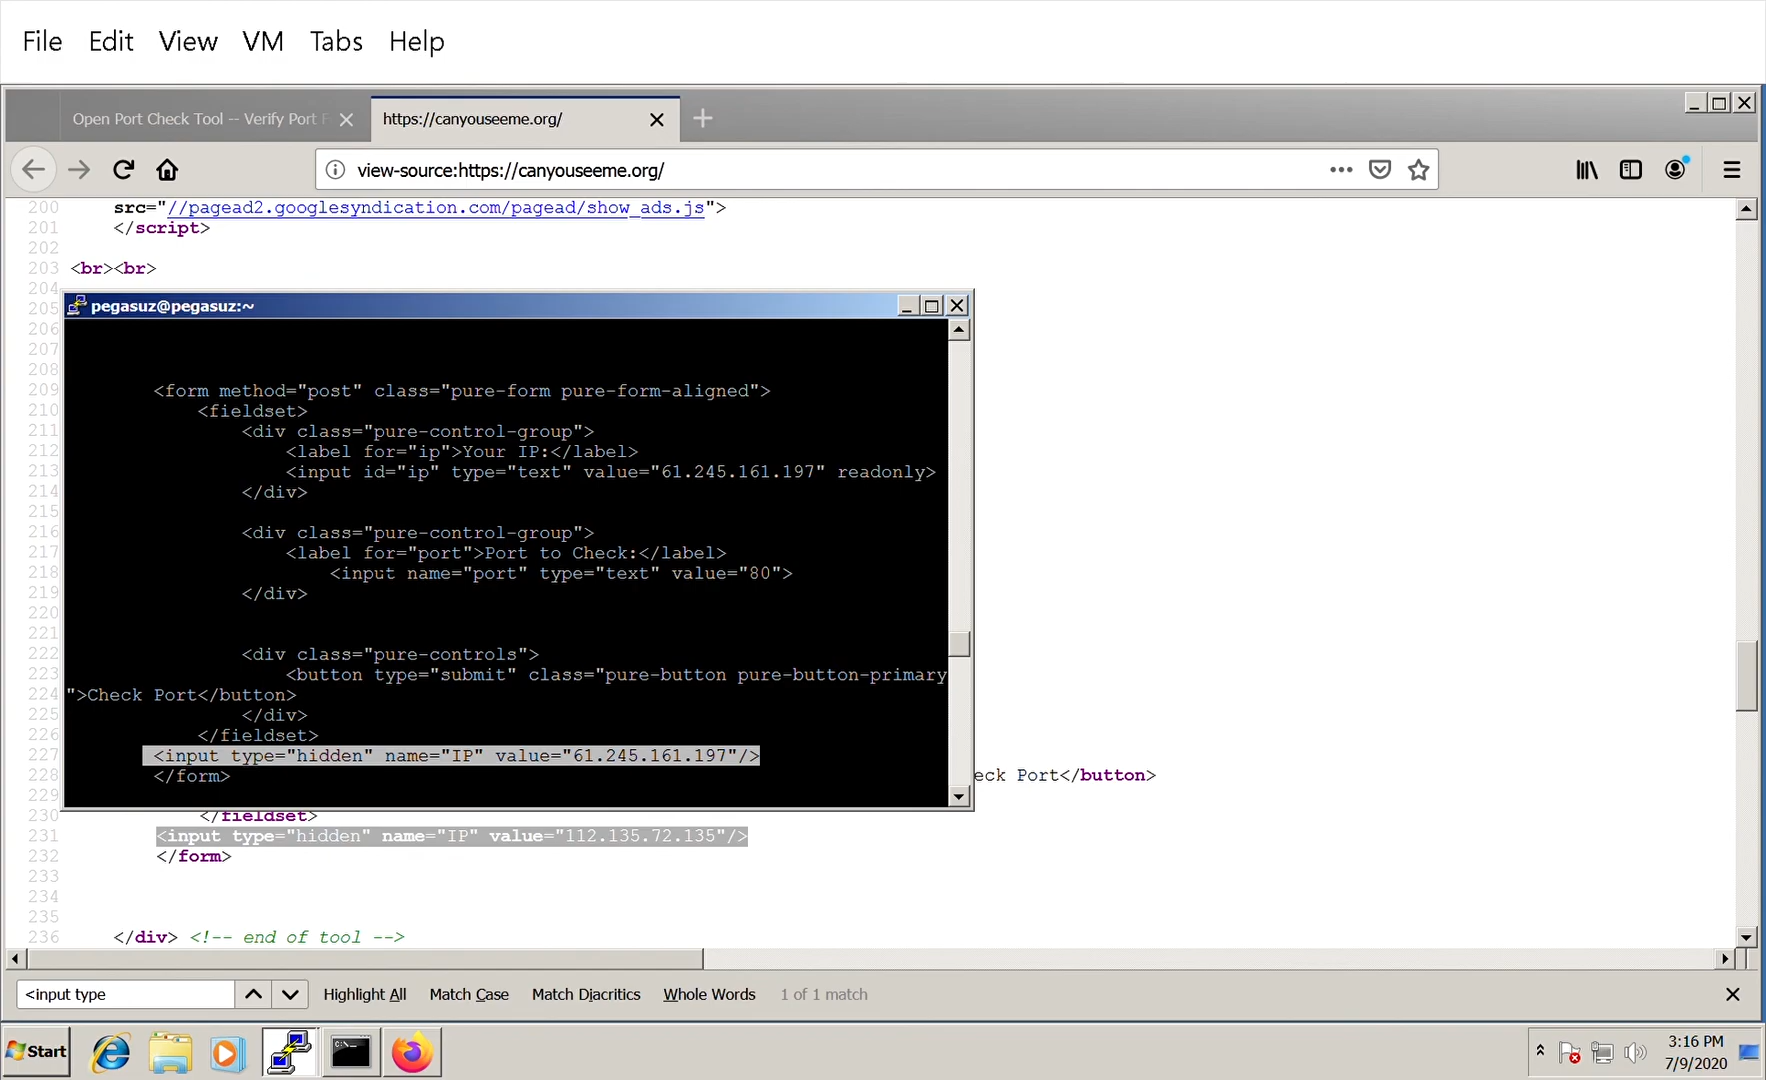 File Edit View VM Tabs Help
Open Port Check Tool -- Verify Port F
https://canyouseeme.org/
view-source:https://canyouseeme.org/
200 src="//pagead2.googlesyndication.com/pagead/show_ads.js">
201 </script>
202
203 <br><br>
204
pegasuz@pegasuz:~
205
206
207
208
209 <form method="post" class="pure-form pure-form-aligned">
210 <fieldset>
211 <div class="pure-control-group">
212 <label for="ip">Your IP:</label>
213 <input id="ip" type="text" value="61.245.161.197" readonly>
214 </div>
215
216 <div class="pure-control-group">
217 <label for="port">Port to Check:</label>
218 <input name="port" type="text" value="80">
219 </div>
220
221
222 <div class="pure-controls">
223 <button type="submit" class="pure-button pure-button-primary
224 ">Check Port</button>
225 </div>
226 </fieldset>
227 <input type="hidden" name="IP" value="61.245.161.197"/>
228 </form>
eck Port</button>
229
230 </fieldset>
231 <input type="hidden" name="IP" value="112.135.72.135"/>
232 </form>
233
234
235
236 </div> <!-- end of tool -->
<input type Highlight All Match Case Match Diacritics Whole Words 1 of 1 match
Start
3:16 PM
7/9/2020